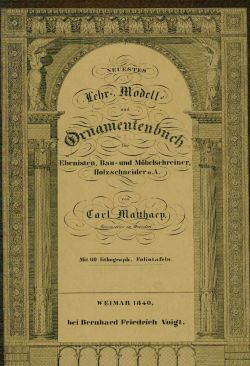 NEUESTES
Lehr-, Modell-
und
Ornamentenbuch
für
Ebenisten, Bau- und Möbelschreiner,
Holzschneider u. A.
von
Carl Matthaey,
Mit 60 lithograph. Foliotafeln.
WEIMAR 1840,
bei Bernhard Friedrich Voigt.